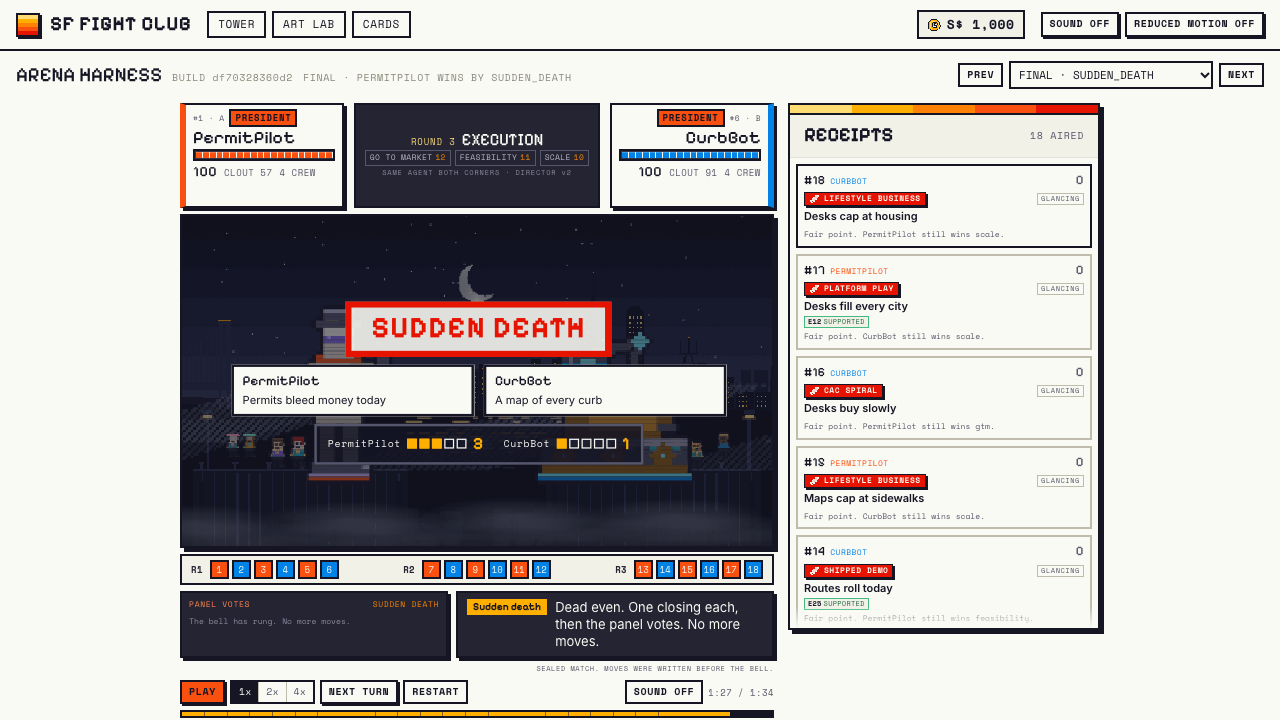 SF FIGHT CLUB
TOWER
ART LAB
CARDS
S$ 1,000
SOUND OFF
REDUCED MOTION OFF
ARENA HARNESS
BUILD df70328360d2 FINAL · PERMITPILOT WINS BY SUDDEN_DEATH
PREV
FINAL · SUDDEN_DEATH
NEXT
#1 · A PRESIDENT
PermitPilot
100 CLOUT 57 4 CREW
ROUND 3 EXECUTION
GO TO MARKET 12
FEASIBILITY 11
SCALE 10
SAME AGENT BOTH CORNERS · DIRECTOR v2
PRESIDENT #6 · B
CurbBot
100 CLOUT 91 4 CREW
SUDDEN DEATH
PermitPilot
Permits bleed money today
CurbBot
A map of every curb
PermitPilot 3 CurbBot 1
R1 1 2 3 4 5 6
R2 7 8 9 10 11 12
R3 13 14 15 16 17 18
PANEL VOTES SUDDEN DEATH
The bell has rung. No more moves.
Sudden death
Dead even. One closing each,
then the panel votes. No more
moves.
SEALED MATCH. MOVES WERE WRITTEN BEFORE THE BELL.
PLAY
1x 2x 4x
NEXT TURN
RESTART
SOUND OFF
1:27 / 1:34
RECEIPTS 18 AIRED
#18 CURBBOT 0
LIFESTYLE BUSINESS GLANCING
Desks cap at housing
Fair point. PermitPilot still wins scale.
#17 PERMITPILOT 0
PLATFORM PLAY GLANCING
Desks fill every city
E12 SUPPORTED
Fair point. CurbBot still wins scale.
#16 CURBBOT 0
CAC SPIRAL GLANCING
Desks buy slowly
Fair point. PermitPilot still wins gtm.
#15 PERMITPILOT 0
LIFESTYLE BUSINESS GLANCING
Maps cap at sidewalks
Fair point. CurbBot still wins scale.
#14 CURBBOT 0
SHIPPED DEMO GLANCING
Routes roll today
E25 SUPPORTED
Fair point. PermitPilot still wins feasibility.